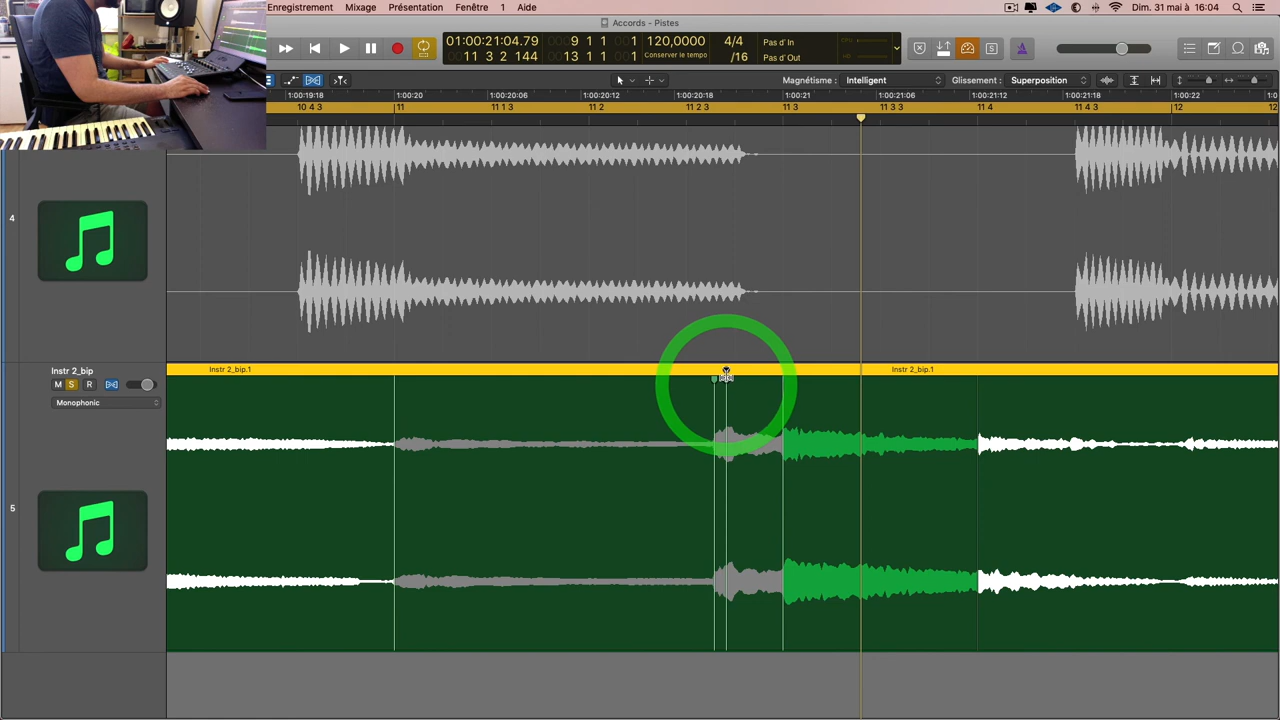 Enregistrement Mixage Présentation Fenêtre 1 Aide
Dim. 31 mai à 16:04
Accords - Pistes
01:00:21:04.79
11 3 2 144
9 1 1 1
13 1 1 1
120,0000
Conserver le tempo
4/4
/16
Pas d' In
Pas d' Out
CPU
S
Magnétisme : Intelligent
Glissement : Superposition
1:00:19:18 1:00:20 1:00:20:06 1:00:20:12 1:00:20:18 1:00:21 1:00:21:06 1:00:21:12 1:00:21:18 1:00:22 1:0
10 4 3 11 11 1 3 11 2 11 2 3 11 3 11 3 3 11 4 11 4 3 12 12
4
Instr 2_bip
M S R
Monophonic
Instr 2_bip.1
Instr 2_bip.1
5